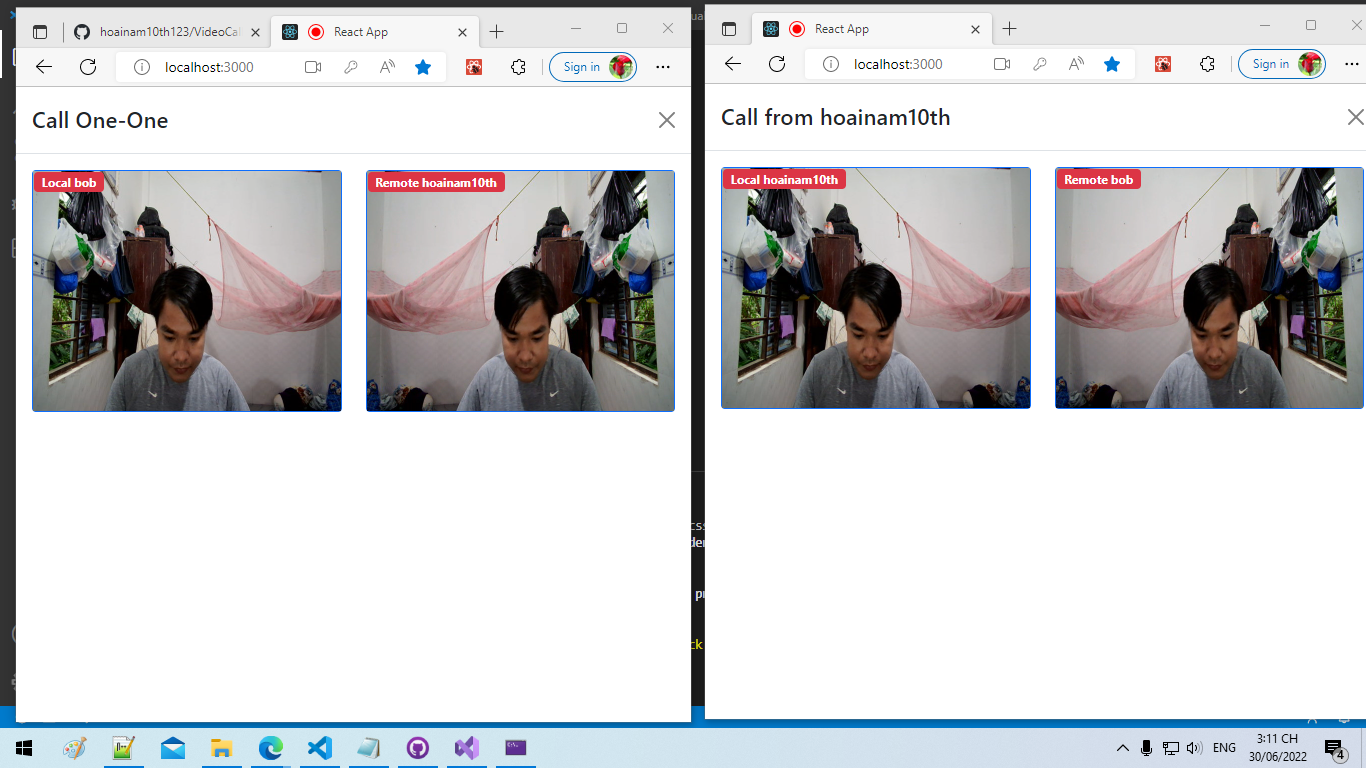 hoainam10th123/VideoCal
React App
localhost:3000
Sign in
Call One-One
Local bob
Remote hoainam10th
React App
localhost:3000
Sign in
Call from hoainam10th
Local hoainam10th
Remote bob
ENG
3:11 CH
30/06/2022
4